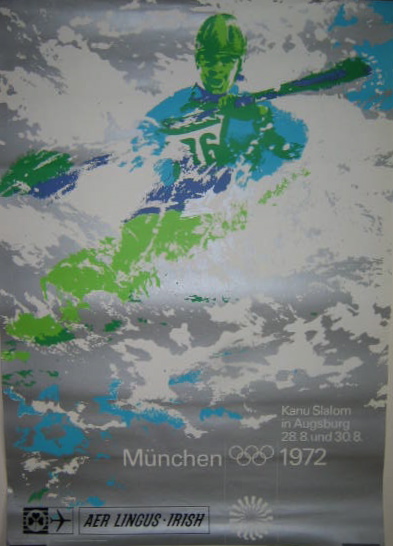 16
Kanu Slalom
in Augsburg
28.8. und 30.8.
München 1972
AER LINGUS·IRISH